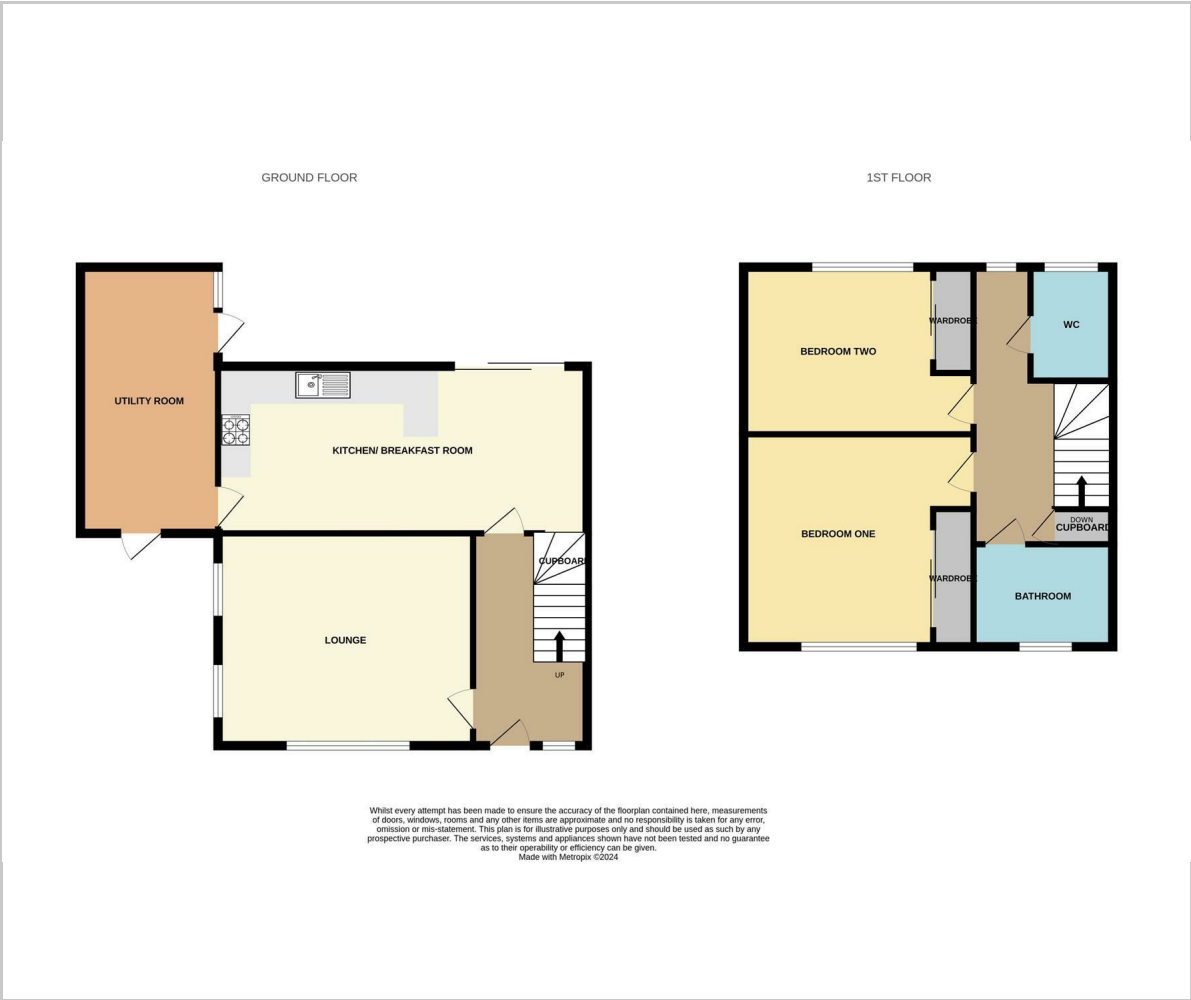 GROUND FLOOR
UTILITY ROOM
KITCHEN/ BREAKFAST ROOM
CUPBOARD
LOUNGE
UP
1ST FLOOR
WARDROBE
WC
BEDROOM TWO
DOWN
CUPBOARD
BEDROOM ONE
WARDROBE
BATHROOM
Whilst every attempt has been made to ensure the accuracy of the floorplan contained here, measurements
of doors, windows, rooms and any other items are approximate and no responsibility is taken for any error,
omission or mis-statement. This plan is for illustrative purposes only and should be used as such by any
prospective purchaser. The services, systems and appliances shown have not been tested and no guarantee
as to their operability or efficiency can be given.
Made with Metropix ©2024